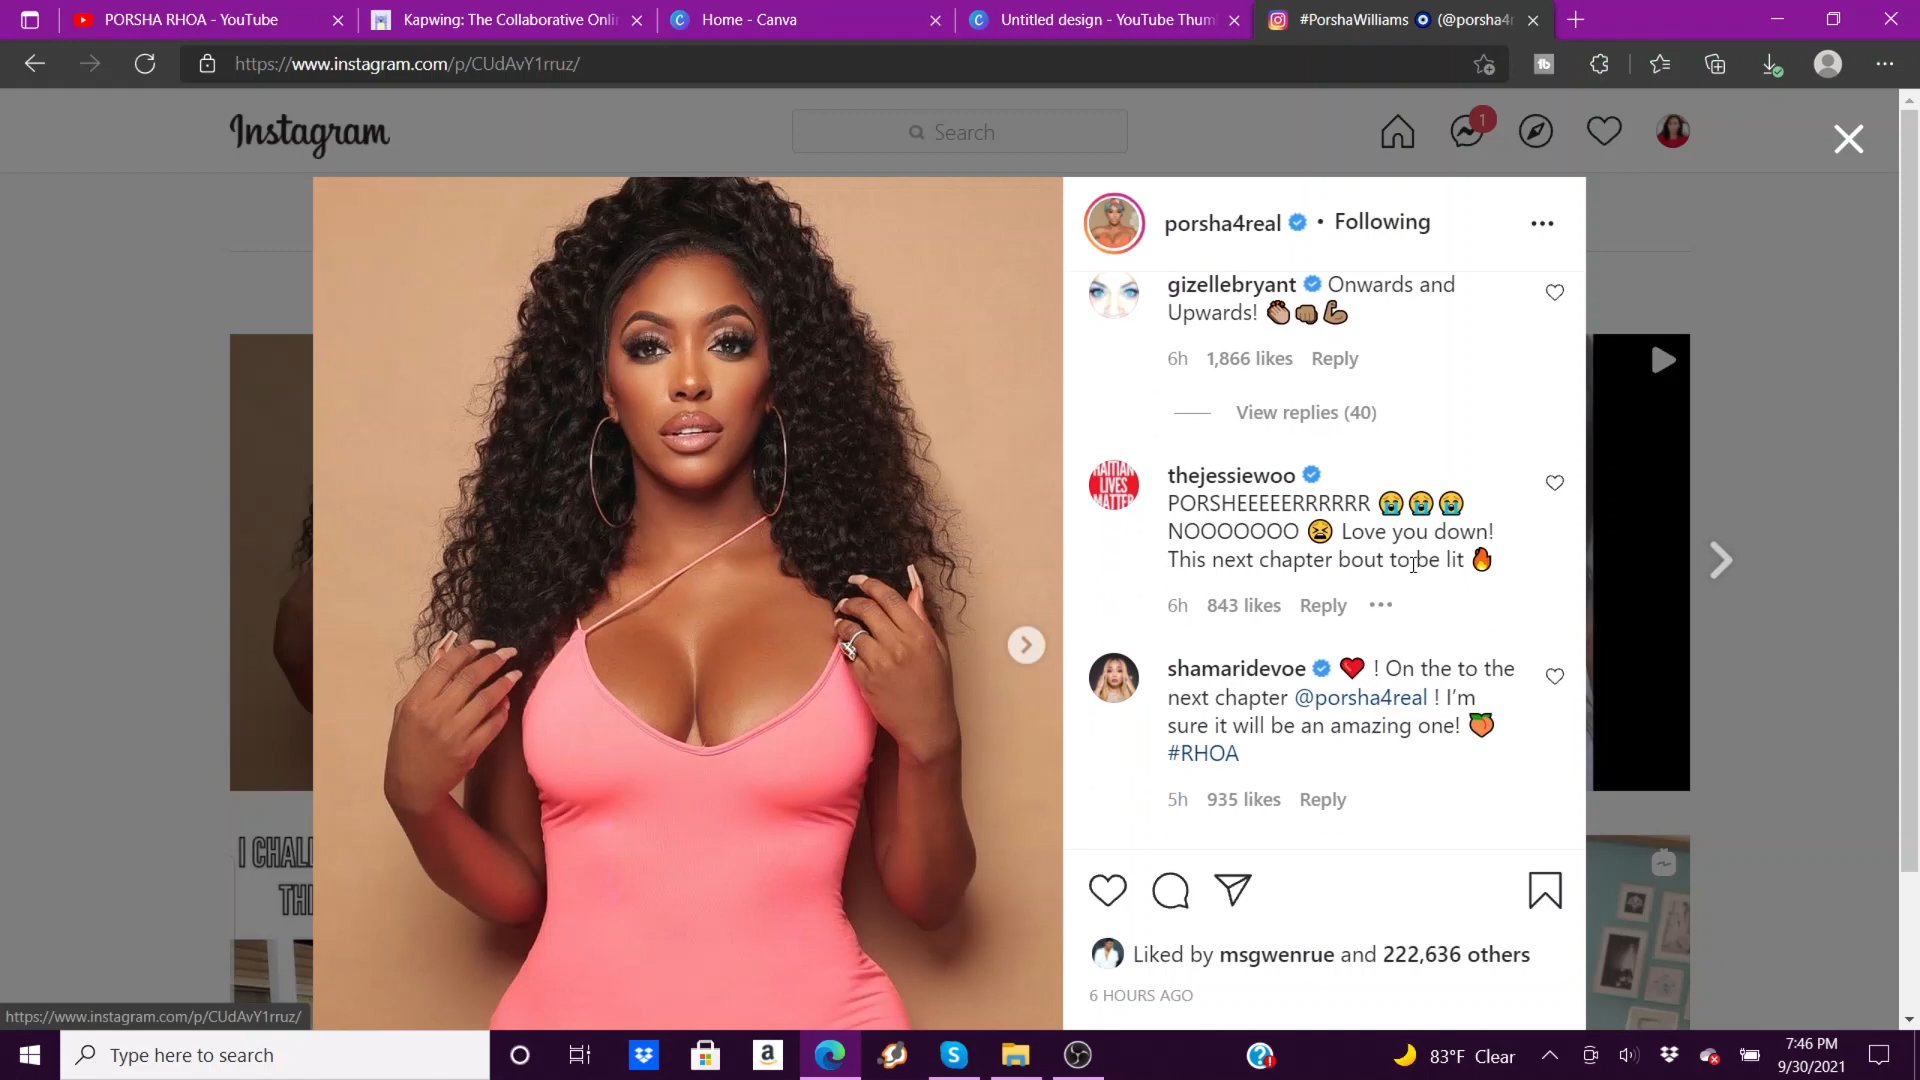 PORSHA RHOA - YouTube
Kapwing: The Collaborative Onli
Home - Canva
Untitled design - YouTube Thum
#PorshaWilliams 🧿 (@porsha4r
https://www.instagram.com/p/CUdAvY1rruz/
Instagram
Search
1
porsha4real • Following
gizellebryant Onwards and
Upwards! 👏🏽👊🏽💪🏽
6h 1,866 likes Reply
View replies (40)
HAITIAN
LIVES
MATTER
thejessiewoo
PORSHEEEEERRRRRR 😭😭😭
NOOOOOOO 😫 Love you down!
This next chapter bout to be lit 🔥
6h 843 likes Reply •••
shamaridevoe ❤️ ! On the to the
next chapter @porsha4real ! I’m
sure it will be an amazing one! 🍑
#RHOA
5h 935 likes Reply
I CHALL
THI
Liked by msgwenrue and 222,636 others
6 HOURS AGO
https://www.instagram.com/p/CUdAvY1rruz/
Type here to search
83°F Clear
7:46 PM
9/30/2021